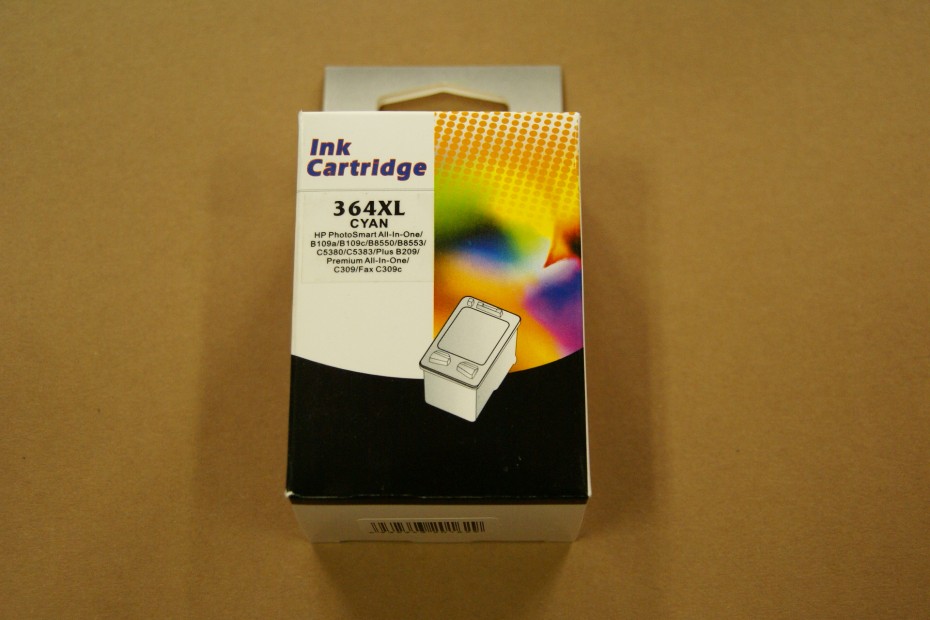 Ink
Cartridge
364XL
CYAN
HP PhotoSmart All-In-One/
B109a/B109c/B8550/B8553/
C5380/C5383/Plus B209/
Premium All-In-One/
C309/Fax C309c